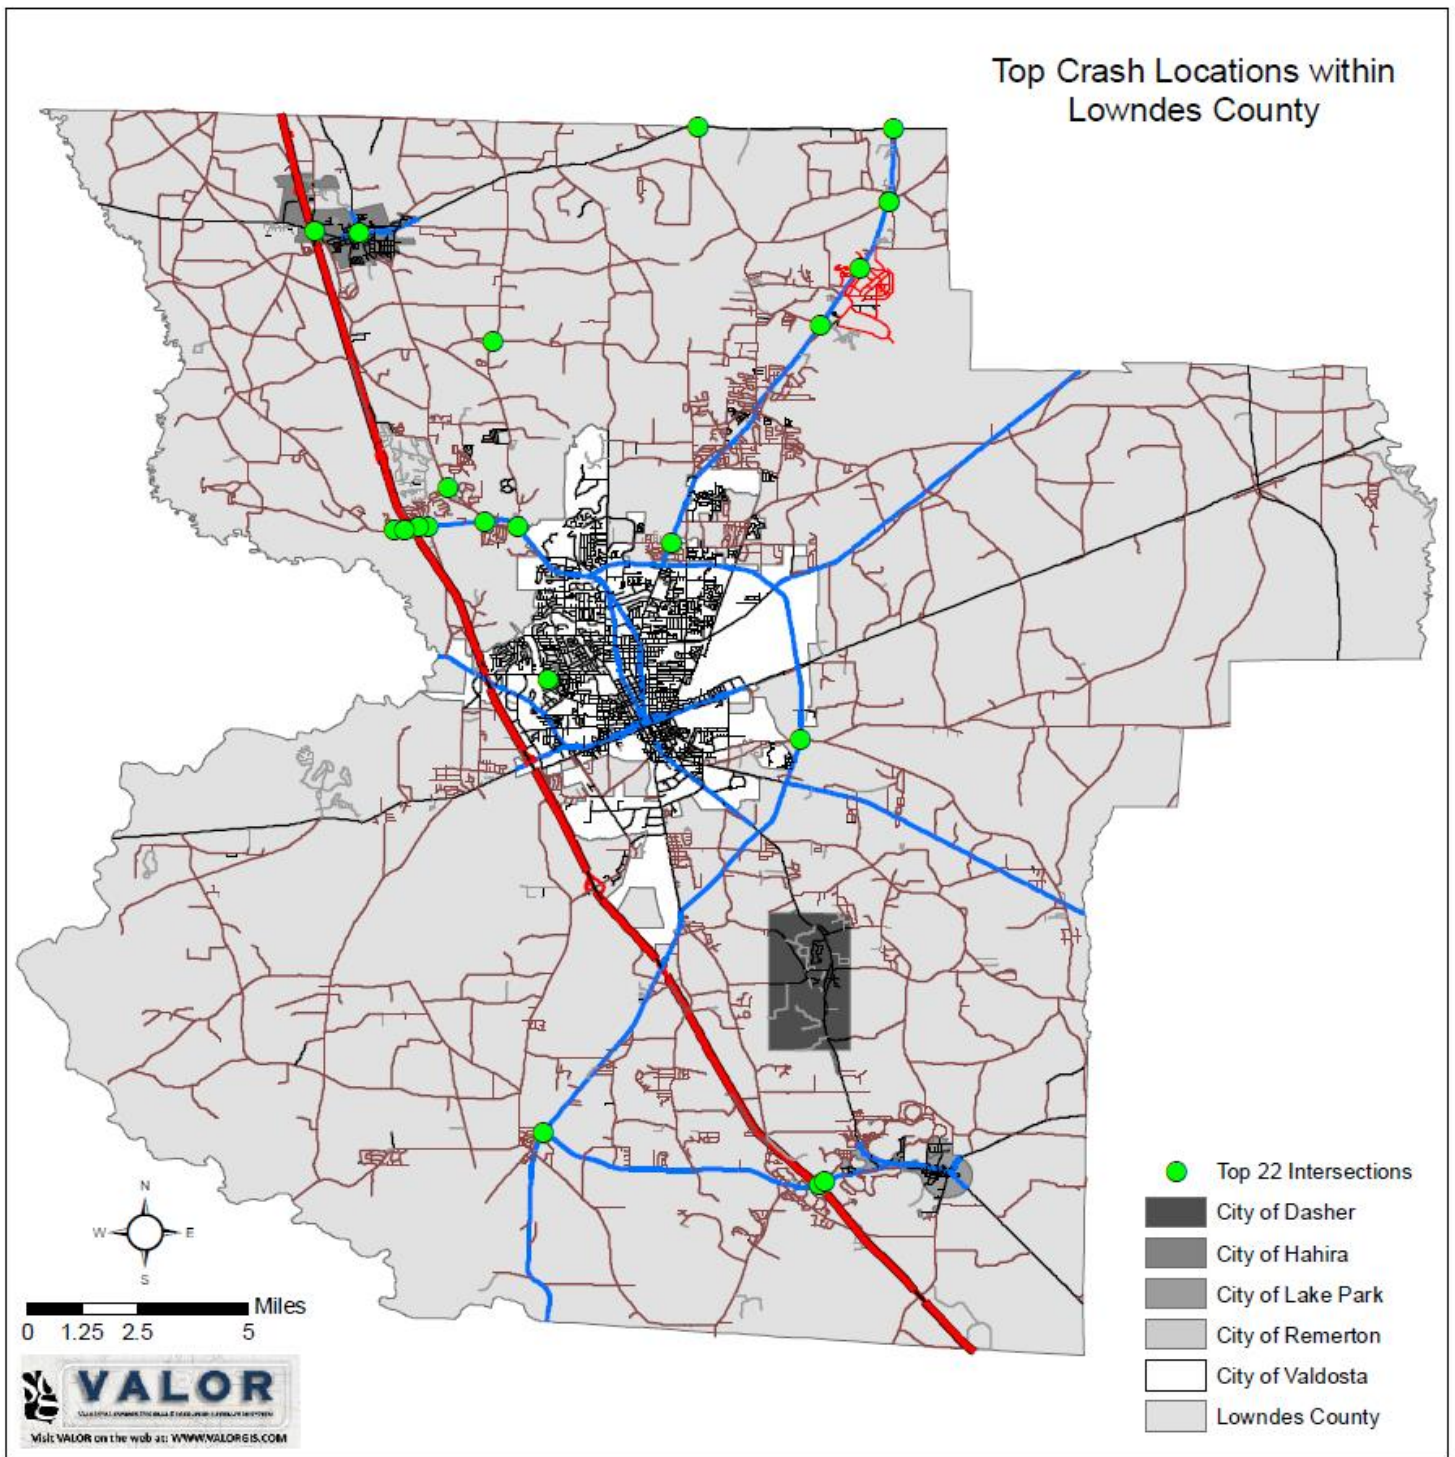 Top Crash Locations within
Lowndes County
Top 22 Intersections
City of Dasher
City of Hahira
City of Lake Park
City of Remerton
City of Valdosta
Lowndes County
N
W E
S
Miles
0 1.25 2.5 5
VALOR
Visit VALOR on the web at: WWW.VALORGIS.COM